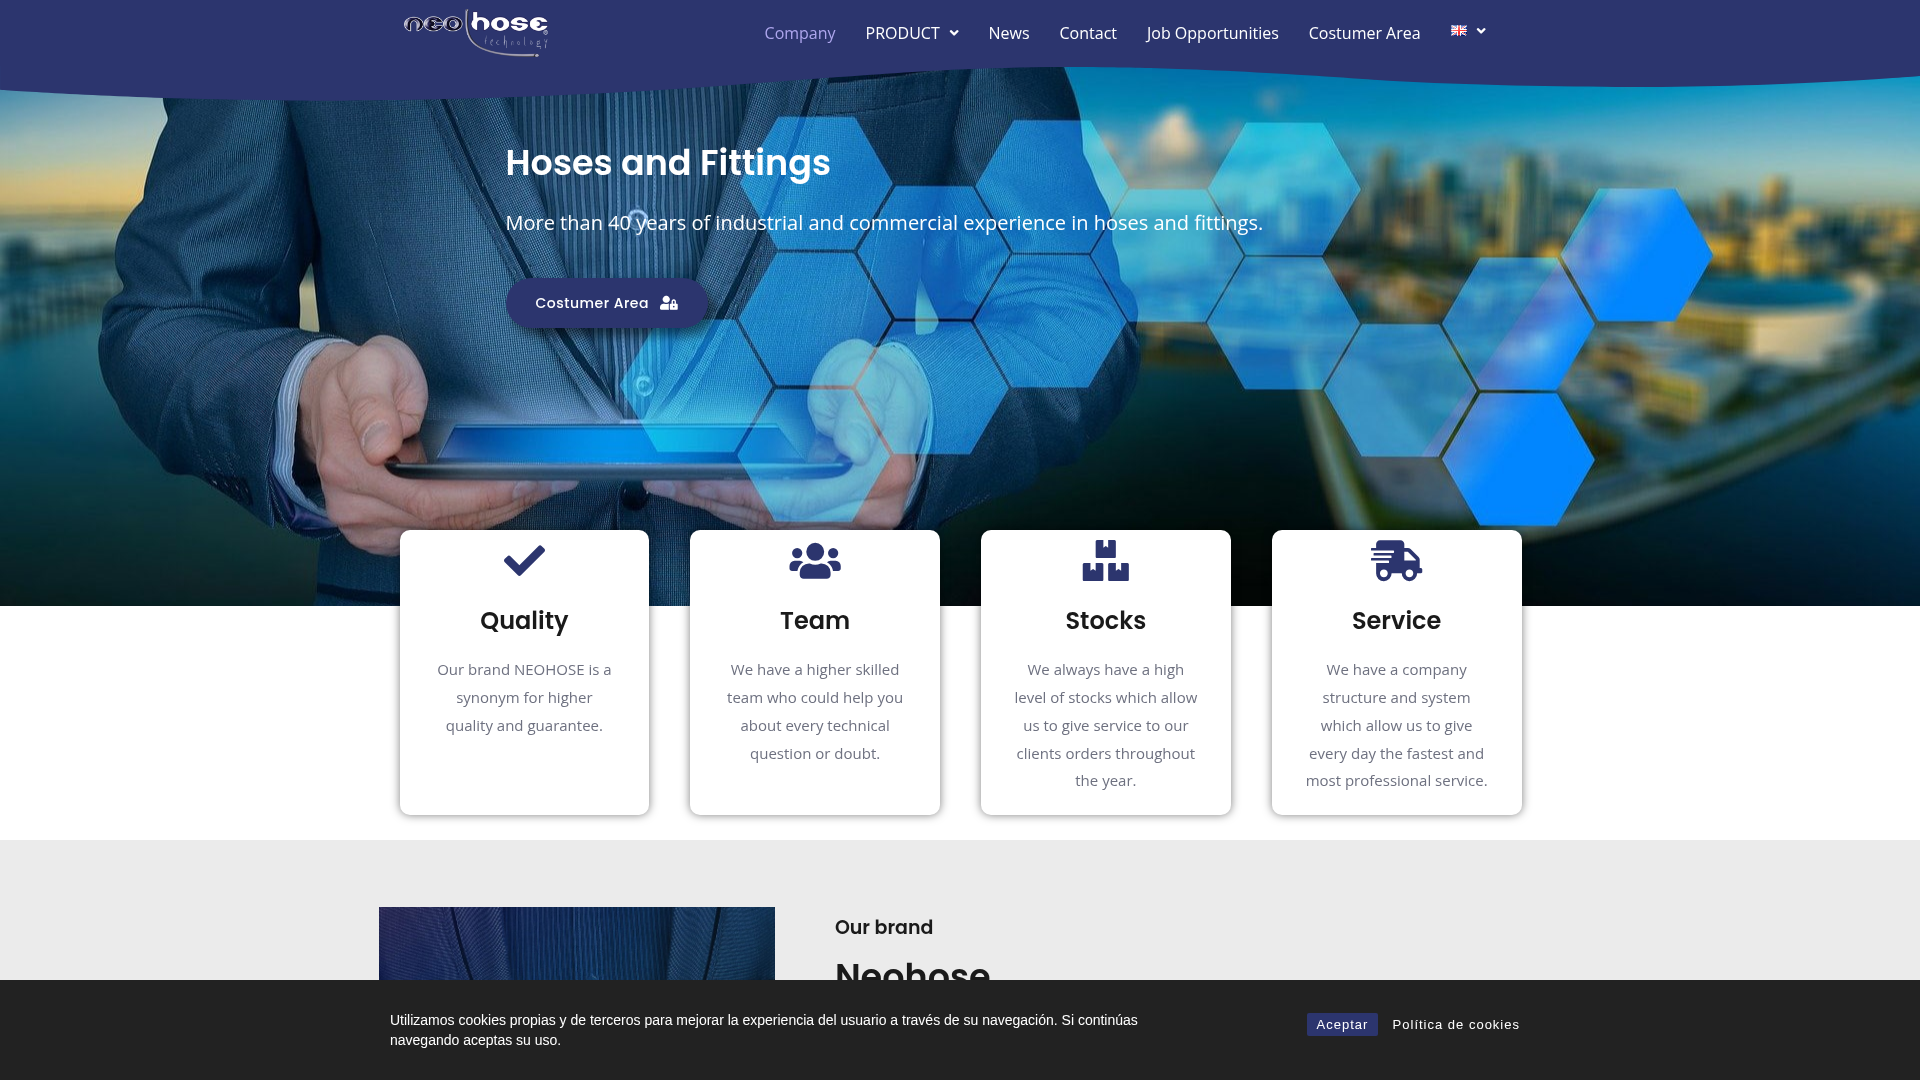 neo hose
technology
Company
PRODUCT
News
Contact
Job Opportunities
Costumer Area
Hoses and Fittings
More than 40 years of industrial and commercial experience in hoses and fittings.
Costumer Area
Quality
Our brand NEOHOSE is a
synonym for higher
quality and guarantee.
Team
We have a higher skilled
team who could help you
about every technical
question or doubt.
Stocks
We always have a high
level of stocks which allow
us to give service to our
clients orders throughout
the year.
Service
We have a company
structure and system
which allow us to give
every day the fastest and
most professional service.
Our brand
Neohose
Utilizamos cookies propias y de terceros para mejorar la experiencia del usuario a través de su navegación. Si continúas
navegando aceptas su uso.
Aceptar
Política de cookies